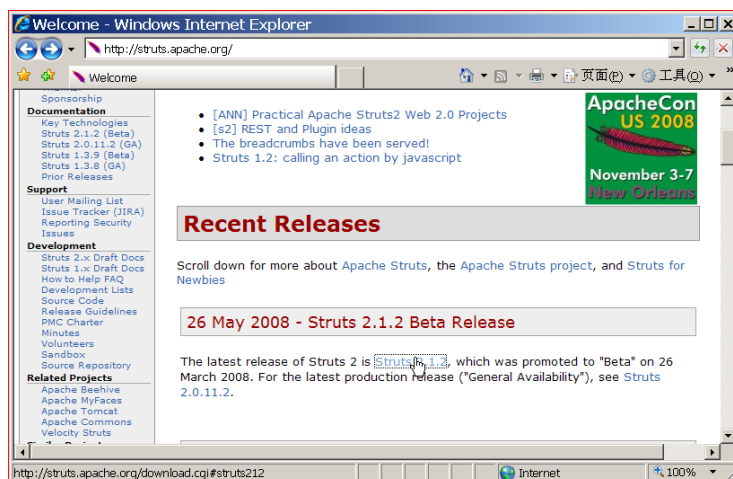 Welcome - Windows Internet Explorer
http://struts.apache.org/
Welcome
页面(P)
工具(O)
Sponsorship
Documentation
Key Technologies
Struts 2.1.2 (Beta)
Struts 2.0.11.2 (GA)
Struts 1.3.9 (Beta)
Struts 1.3.8 (GA)
Prior Releases
Support
User Mailing List
Issue Tracker (JIRA)
Reporting Security
Issues
Development
Struts 2.x Draft Docs
Struts 1.x Draft Docs
How to Help FAQ
Development Lists
Source Code
Release Guidelines
PMC Charter
Minutes
Volunteers
Sandbox
Source Repository
Related Projects
Apache Beehive
Apache MyFaces
Apache Tomcat
Apache Commons
Velocity Struts
[ANN] Practical Apache Struts2 Web 2.0 Projects
[s2] REST and Plugin ideas
The breadcrumbs have been served!
Struts 1.2: calling an action by javascript
ApacheCon
US 2008
November 3-7
New Orleans
Recent Releases
Scroll down for more about Apache Struts, the Apache Struts project, and Struts for
Newbies
26 May 2008 - Struts 2.1.2 Beta Release
The latest release of Struts 2 is Struts 2.1.2, which was promoted to "Beta" on 26
March 2008. For the latest production release ("General Availability"), see Struts
2.0.11.2.
http://struts.apache.org/download.cgi#struts212
Internet
100%